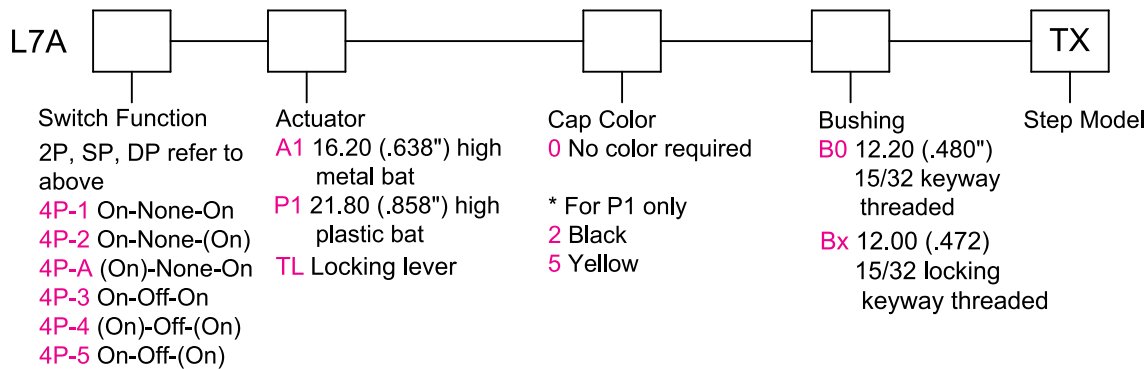 L7A
TX
Switch Function
2P, SP, DP refer to
above
4P-1 On-None-On
4P-2 On-None-(On)
4P-A (On)-None-On
4P-3 On-Off-On
4P-4 (On)-Off-(On)
4P-5 On-Off-(On)
Actuator
A1 16.20 (.638") high
metal bat
P1 21.80 (.858") high
plastic bat
TL Locking lever
Cap Color
0 No color required
* For P1 only
2 Black
5 Yellow
Bushing
B0 12.20 (.480")
15/32 keyway
threaded
Bx 12.00 (.472)
15/32 locking
keyway threaded
Step Model